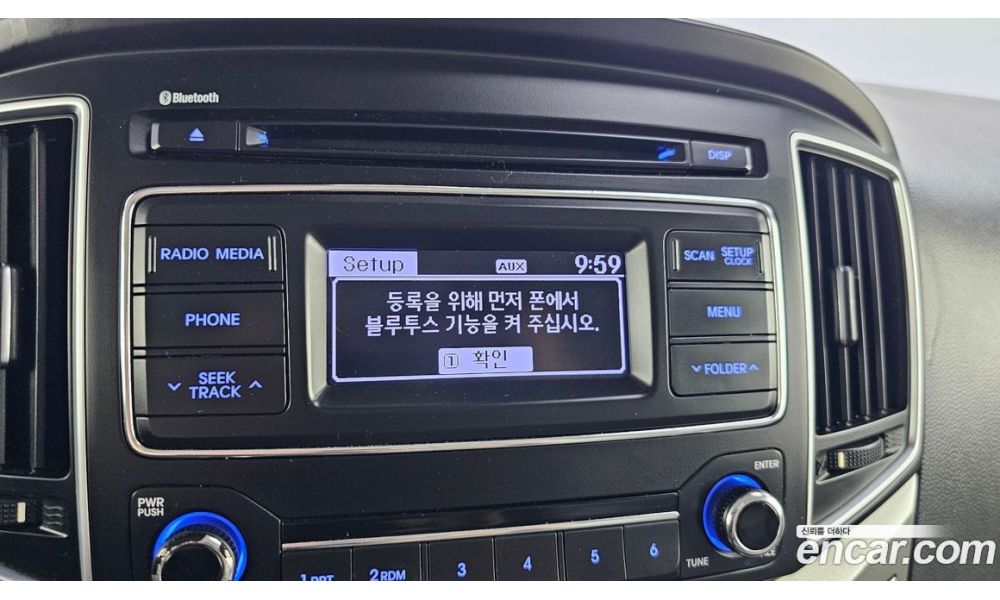 Bluetooth
DISP
RADIO MEDIA
Setup
AUX
9:59
SCAN
SETUP
CLOCK
PHONE
등록을 위해 먼저 폰에서
블루투스 기능을 켜 주십시오.
MENU
SEEK
TRACK
1 확인
FOLDER
PWR
PUSH
ENTER
1 RPT
2 RDM
3
4
5
6
TUNE
FILE
신뢰를 더하다
encar.com